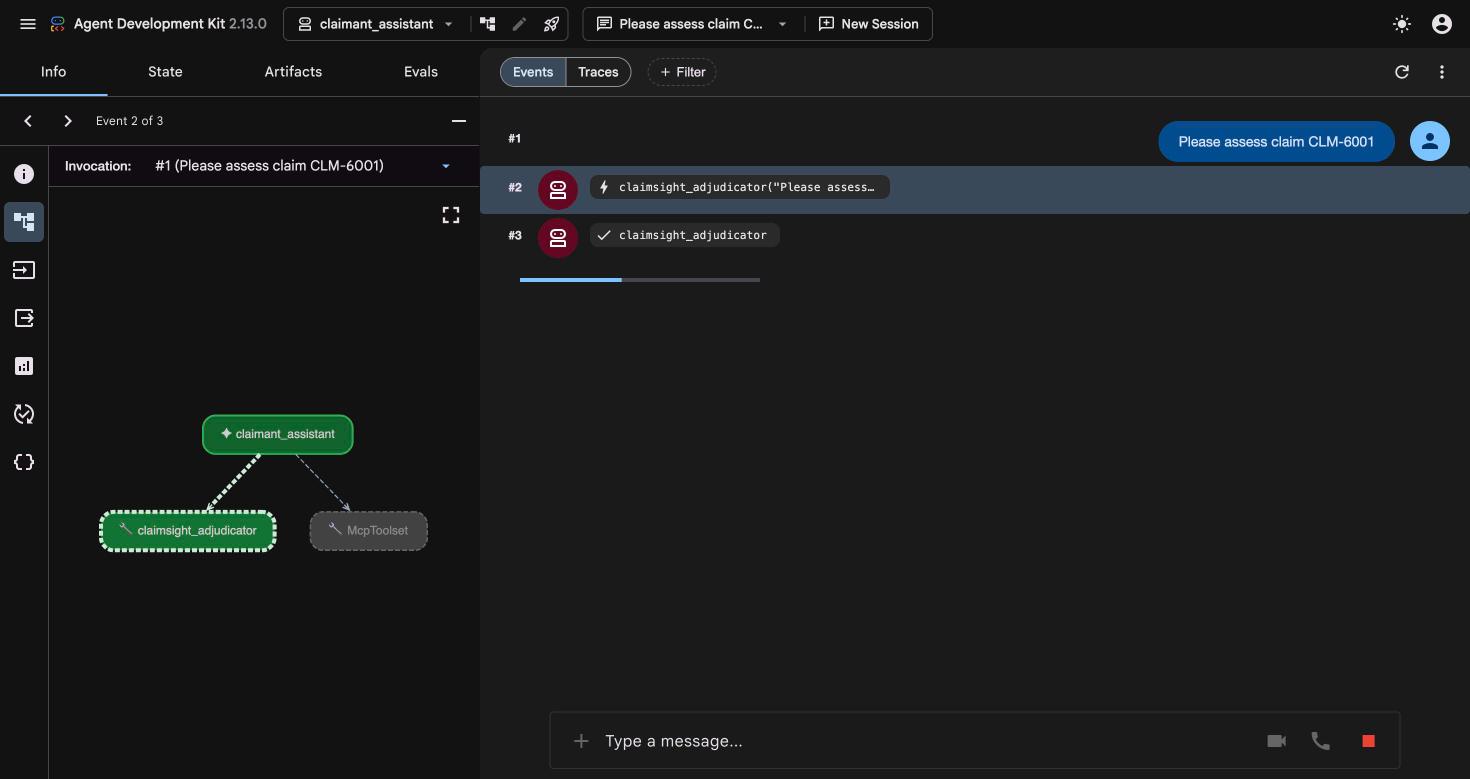 Agent Development Kit 2.13.0
claimant_assistant
Please assess claim C...
New Session
Info
State
Artifacts
Evals
Events
Traces
+ Filter
Event 2 of 3
Invocation: #1 (Please assess claim CLM-6001)
#1
Please assess claim CLM-6001
#2
claimsight_adjudicator("Please assess…
#3
claimsight_adjudicator
claimant_assistant
claimsight_adjudicator
McpToolset
Type a message...